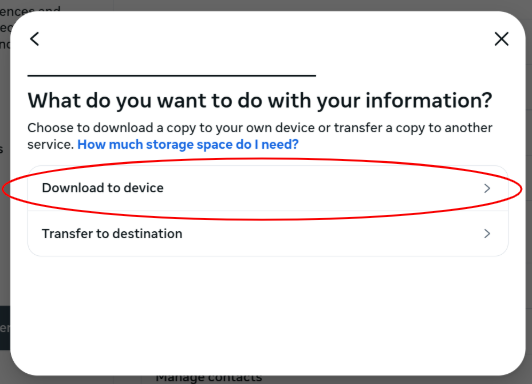 ences and
What do you want to do with your information?
Choose to download a copy to your own device or transfer a copy to another
service. How much storage space do I need?
Download to device
Transfer to destination
Manage contacts